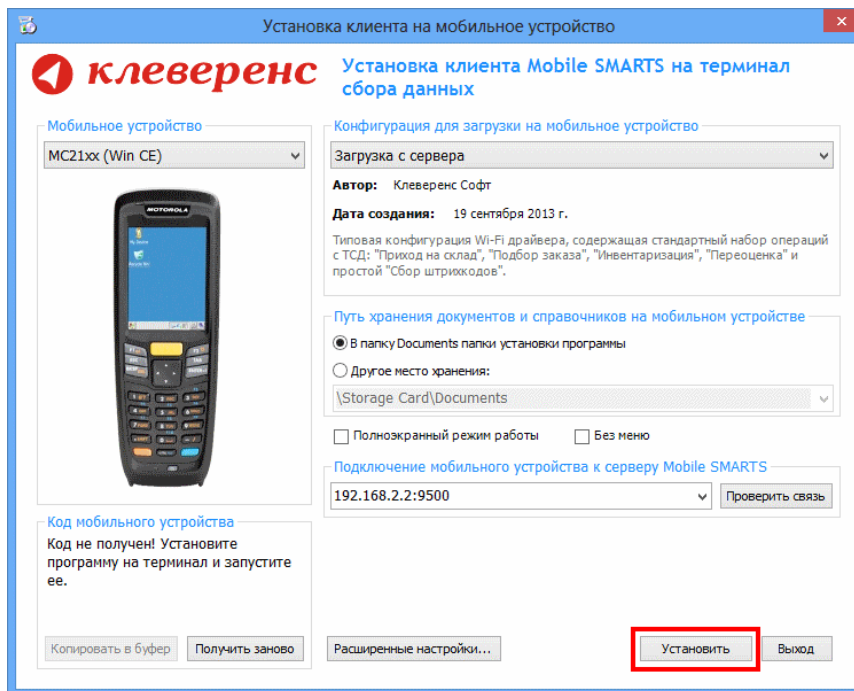 Установка клиента на мобильное устройство
клеверенс
Установка клиента Mobile SMARTS на терминал
сбора данных
Мобильное устройство
MC21xx (Win CE)
MOTOROLA
Код мобильного устройства
Код не получен! Установите
программу на терминал и запустите
ее.
Копировать в буфер
Получить заново
Конфигурация для загрузки на мобильное устройство
Загрузка с сервера
Автор: Клеверенс Софт
Дата создания: 19 сентября 2013 г.
Типовая конфигурация Wi-Fi драйвера, содержащая стандартный набор операций
с ТСД: "Приход на склад", "Подбор заказа", "Инвентаризация", "Переоценка" и
простой "Сбор штрихкодов".
Путь хранения документов и справочников на мобильном устройстве
В папку Documents папки установки программы
Другое место хранения:
\Storage Card\Documents
Полноэкранный режим работы
Без меню
Подключение мобильного устройства к серверу Mobile SMARTS
192.168.2.2:9500
Проверить связь
Расширенные настройки...
Установить
Выход